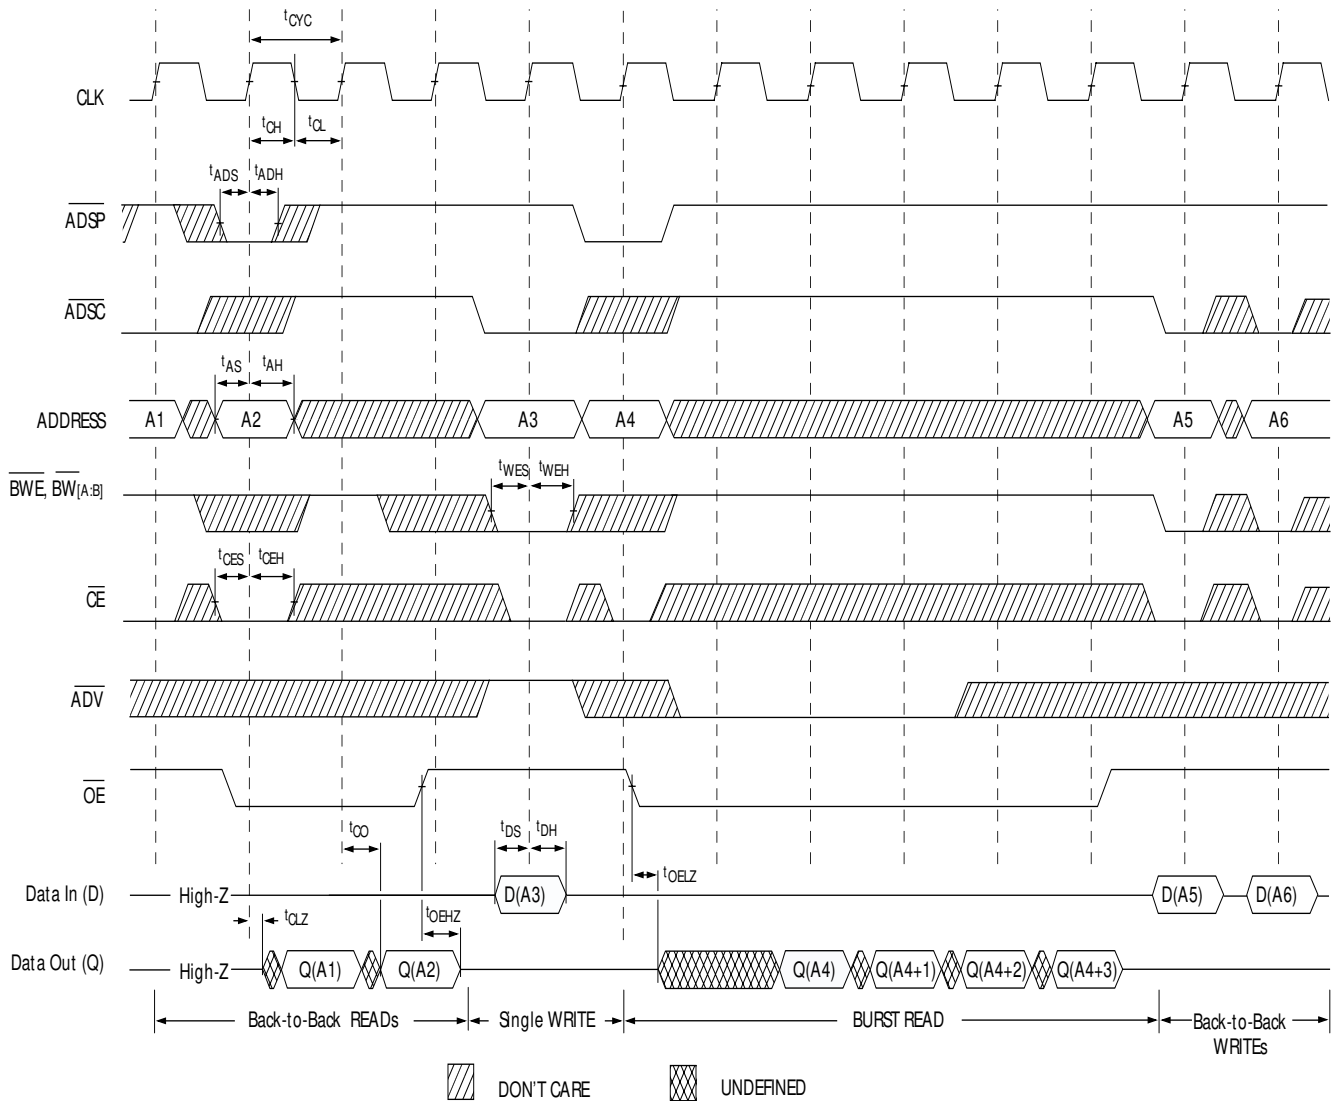 tCYC
CLK
tCH tCL
tADS tADH
ADSP
ADSC
tAS tAH
ADDRESS A1 A2 A3 A4 A5 A6
tWES tWEH
BWE, BW[A:B]
tCES tCEH
CE
ADV
OE
tCO tDS tDH
tOELZ
Data In (D) High-Z D(A3) D(A5) D(A6)
tCLZ tOEHZ
Data Out (Q) High-Z Q(A1) Q(A2) Q(A4) Q(A4+1) Q(A4+2) Q(A4+3)
Back-to-Back READs Single WRITE BURST READ Back-to-Back
WRITEs
DON'T CARE UNDEFINED